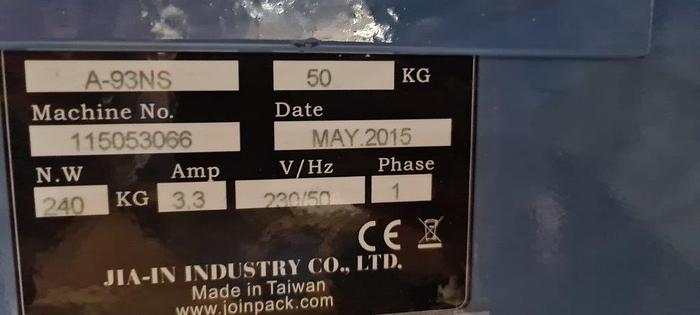 A-93NS 50 KG
Machine No. Date
115053066 MAY.2015
N.W Amp V/Hz Phase
240 KG 3.3 230/50 1
CE
JIA-IN INDUSTRY CO., LTD.
Made in Taiwan
www.joinpack.com